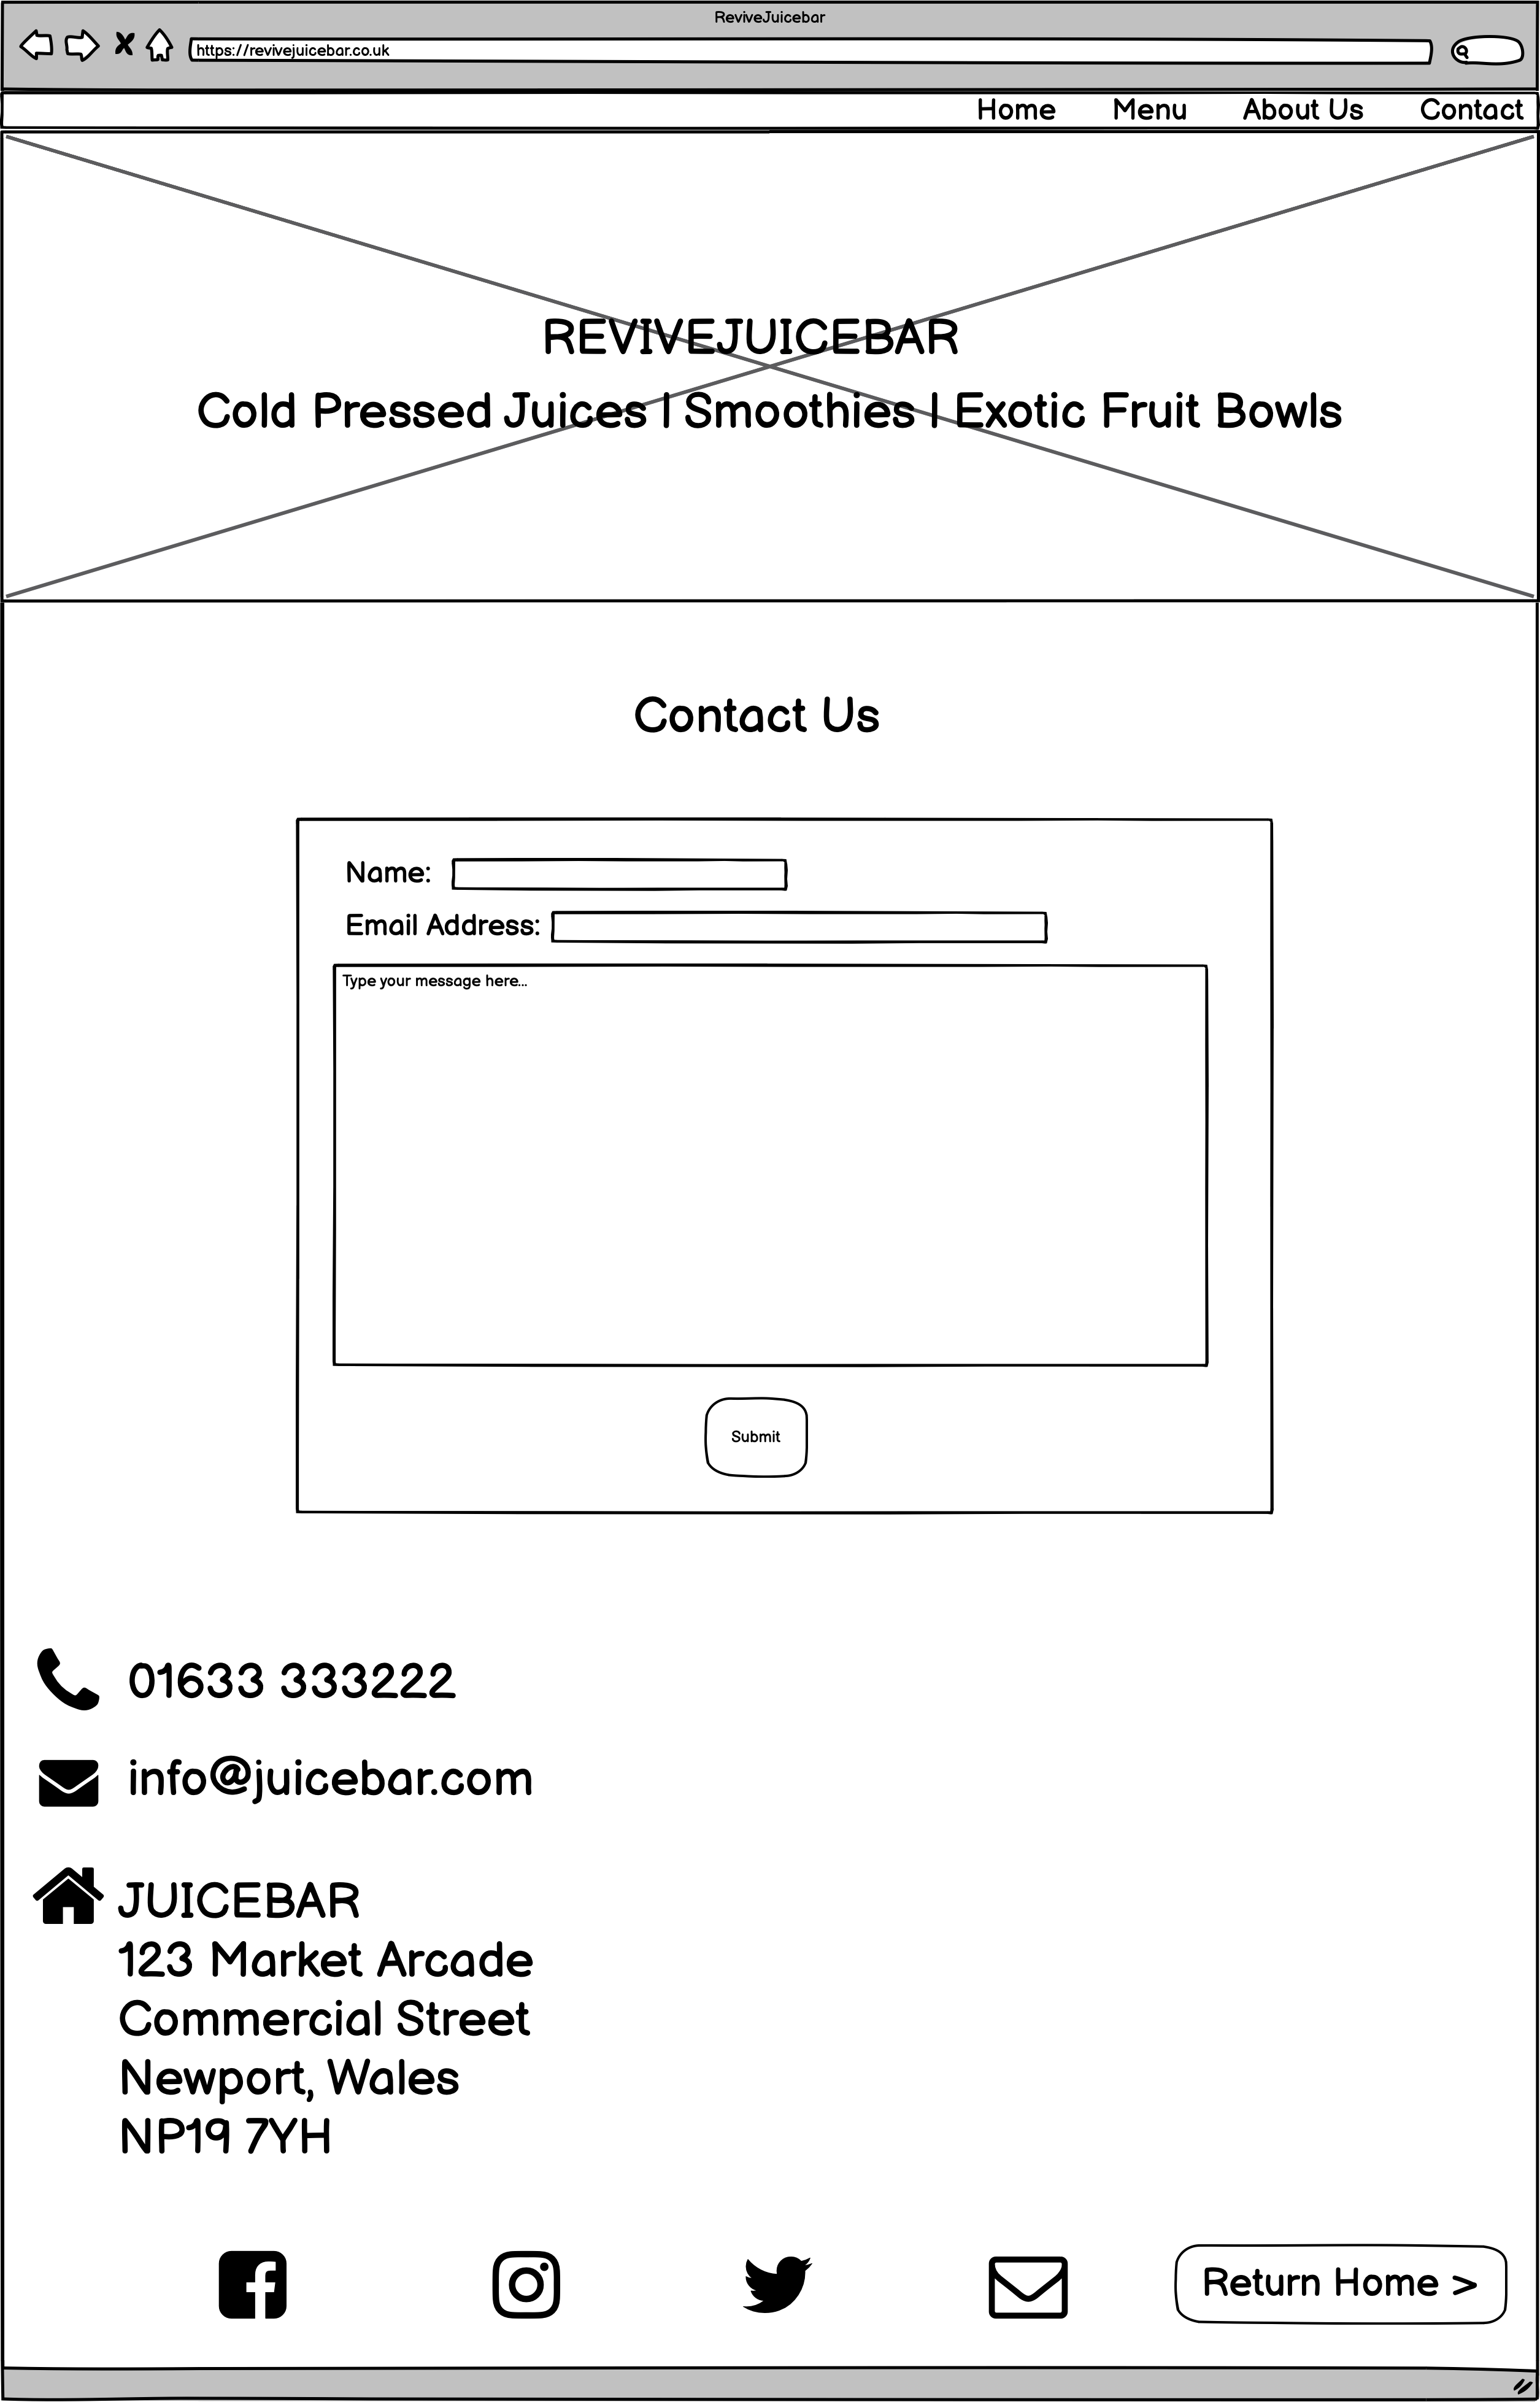 ReviveJuicebar
https://revivejuicebar.co.uk
Home Menu About Us Contact
REVIVEJUICEBAR
Cold Pressed Juices | Smoothies | Exotic Fruit Bowls
Contact Us
Name:
Email Address:
Type your message here...
Submit
01633 333222
info@juicebar.com
JUICEBAR
123 Market Arcade
Commercial Street
Newport, Wales
NP19 7YH
Return Home >